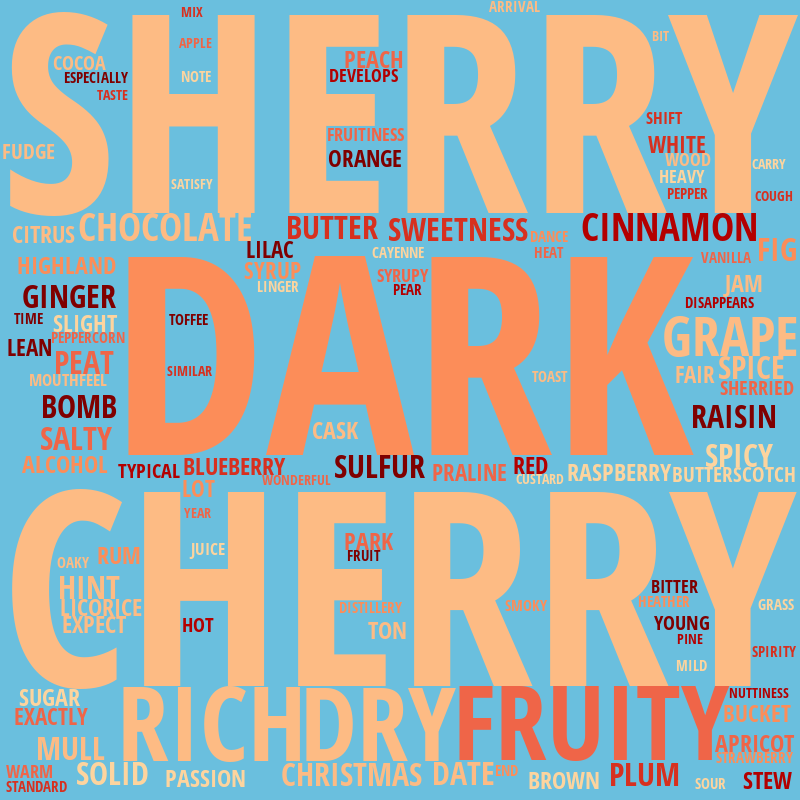 MIX
ARRIVAL
SHERRY
APPLE
BIT
COCOA
PEACH
ESPECIALLY
NOTE
DEVELOPS
TASTE
SHIFT
FRUITINESS
FUDGE
ORANGE
WHITE
WOOD
CARRY
HEAVY
SATISFY
PEPPER
COUGH
CITRUS
CHOCOLATE
BUTTER
SWEETNESS
CINNAMON
DANCE
LILAC
CAYENNE
HEAT
VANILLA
FIG
HIGHLAND
SYRUP
SYRUPY
LINGER
PEAR
JAM
GINGER
DISAPPEARS
DARK
TIME
SLIGHT
TOFFEE
PEPPERCORN
GRAPE
LEAN
PEAT
SIMILAR
MOUTHFEEL
TOAST
FAIR
SPICE
SHERRIED
BOMB
RAISIN
SALTY
CASK
ALCOHOL
TYPICAL
BLUEBERRY
SULFUR
PRALINE
RED
RASPBERRY
SPICY
BUTTERSCOTCH
WONDERFUL
CUSTARD
LOT
CHERRY
YEAR
JUICE
PARK
FRUIT
OAKY
RUM
HINT
BITTER
LICORICE
DISTILLERY
SMOKY
HEATHER
GRASS
EXPECT
HOT
TON
YOUNG
PINE
SPIRITY
MILD
SUGAR
RICH
DRY
FRUITY
NUTTINESS
EXACTLY
BUCKET
MULL
APRICOT
STRAWBERRY
WARM
SOLID
PASSION
CHRISTMAS
DATE
END
BROWN
PLUM
SOUR
STEW
STANDARD